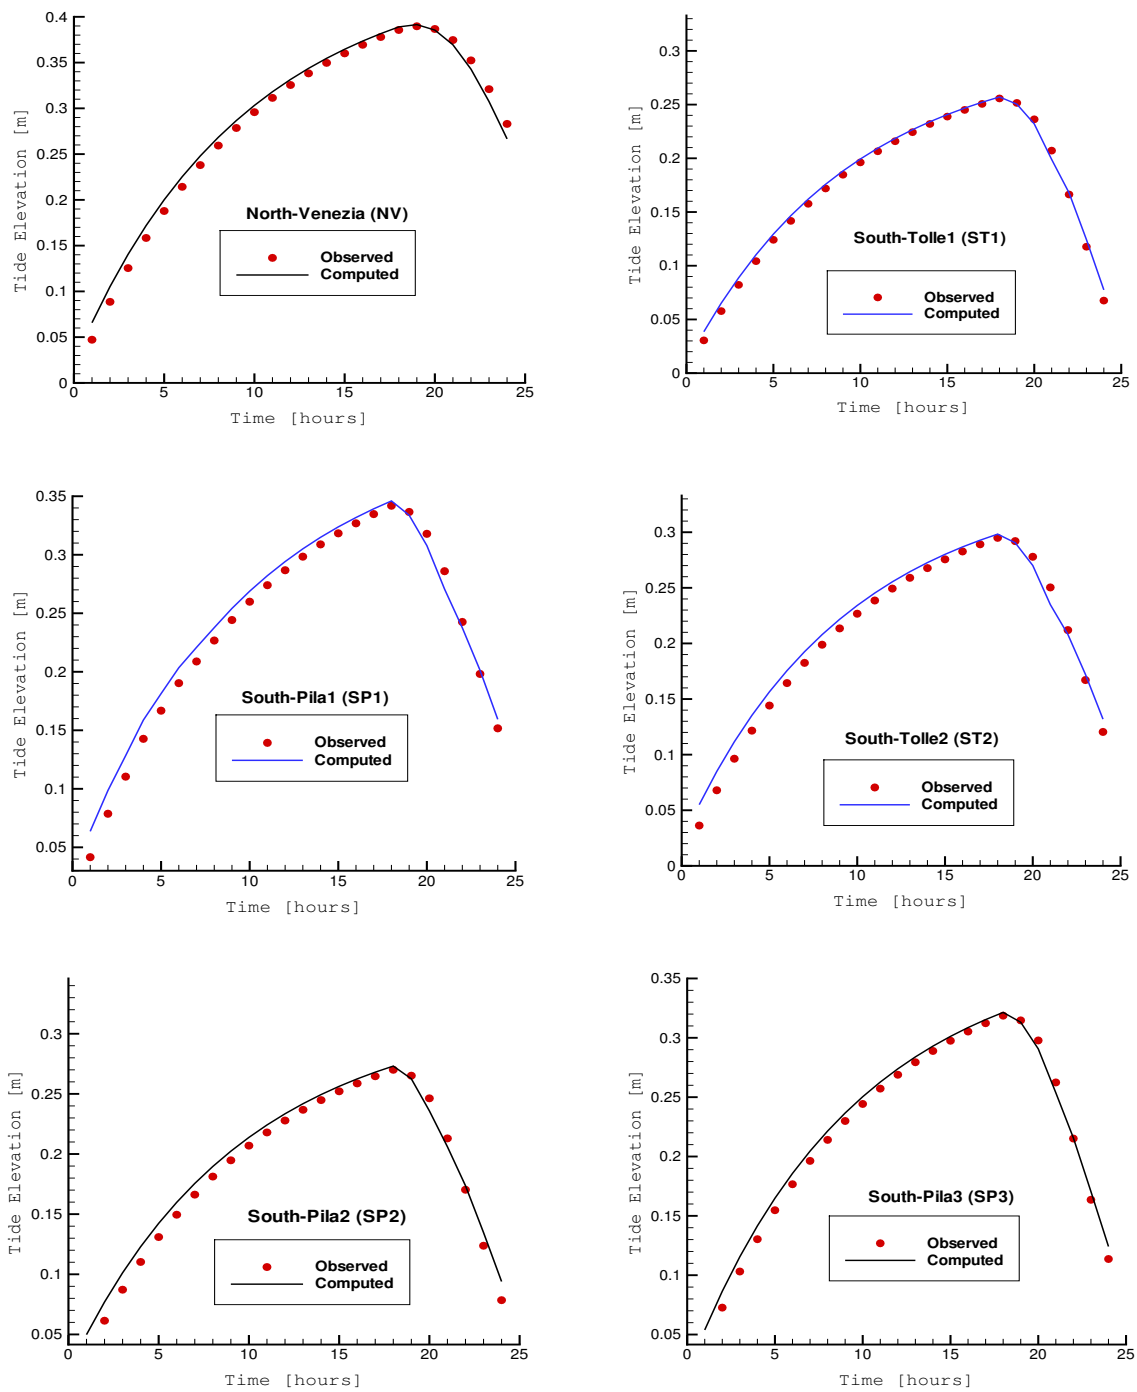 0.4
0.35
0.3
0.25
0.2
0.15
0.1
0.05
0
0 5 10 15 20 25
Tide Elevation [m]
Time [hours]
North-Venezia (NV)
Observed
Computed
0.3
0.25
0.2
0.15
0.1
0.05
0
0 5 10 15 20 25
Tide Elevation [m]
Time [hours]
South-Tolle1 (ST1)
Observed
Computed
0.35
0.3
0.25
0.2
0.15
0.1
0.05
0 5 10 15 20 25
Tide Elevation [m]
Time [hours]
South-Pila1 (SP1)
Observed
Computed
0.3
0.25
0.2
0.15
0.1
0.05
0
0 5 10 15 20 25
Tide Elevation [m]
Time [hours]
South-Tolle2 (ST2)
Observed
Computed
0.3
0.25
0.2
0.15
0.1
0.05
0 5 10 15 20 25
Tide Elevation [m]
Time [hours]
South-Pila2 (SP2)
Observed
Computed
0.35
0.3
0.25
0.2
0.15
0.1
0.05
0 5 10 15 20 25
Tide Elevation [m]
Time [hours]
South-Pila3 (SP3)
Observed
Computed